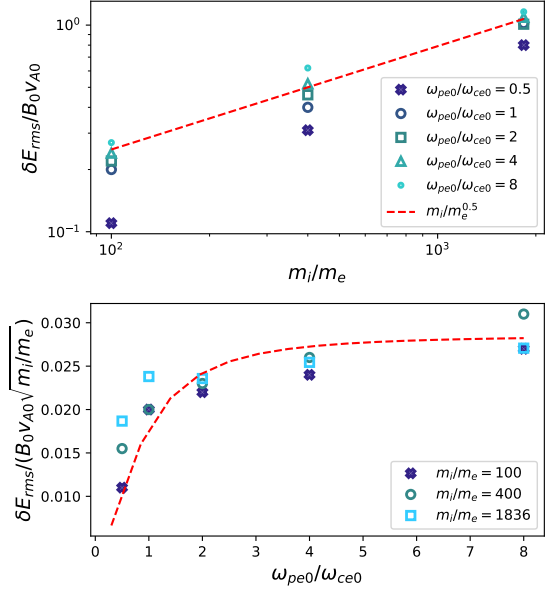 10⁰
10⁻¹
δE_rms/B₀v_A0
ω_pe0/ω_ce0 = 0.5
ω_pe0/ω_ce0 = 1
ω_pe0/ω_ce0 = 2
ω_pe0/ω_ce0 = 4
ω_pe0/ω_ce0 = 8
m_i/m_e^0.5
10² 10³
m_i/m_e
0.030
0.025
0.020
0.015
0.010
δE_rms/(B₀v_A0√m_i/m_e)
m_i/m_e = 100
m_i/m_e = 400
m_i/m_e = 1836
0 1 2 3 4 5 6 7 8
ω_pe0/ω_ce0